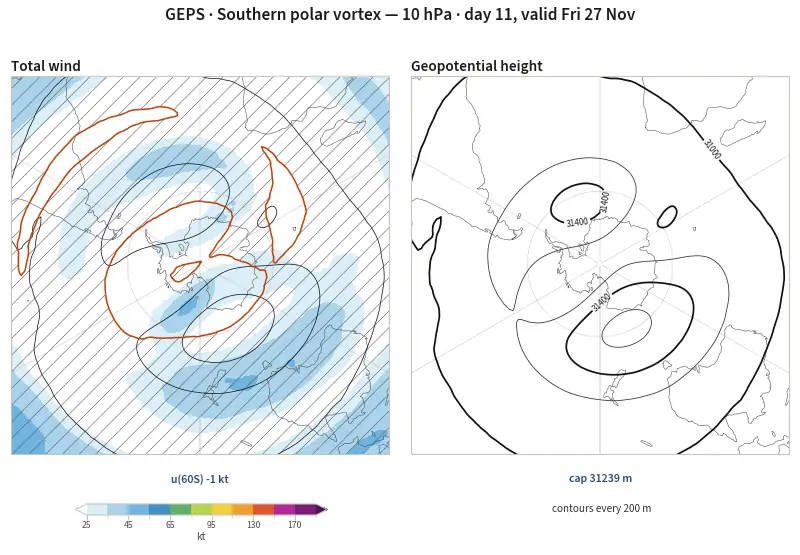 GEPS · Southern polar vortex — 10 hPa · day 11, valid Fri 27 Nov
Total wind
Geopotential height
31000
31400
31400
31400
u(60S) -1 kt
cap 31239 m
contours every 200 m
25 45 65 95 130 170
kt